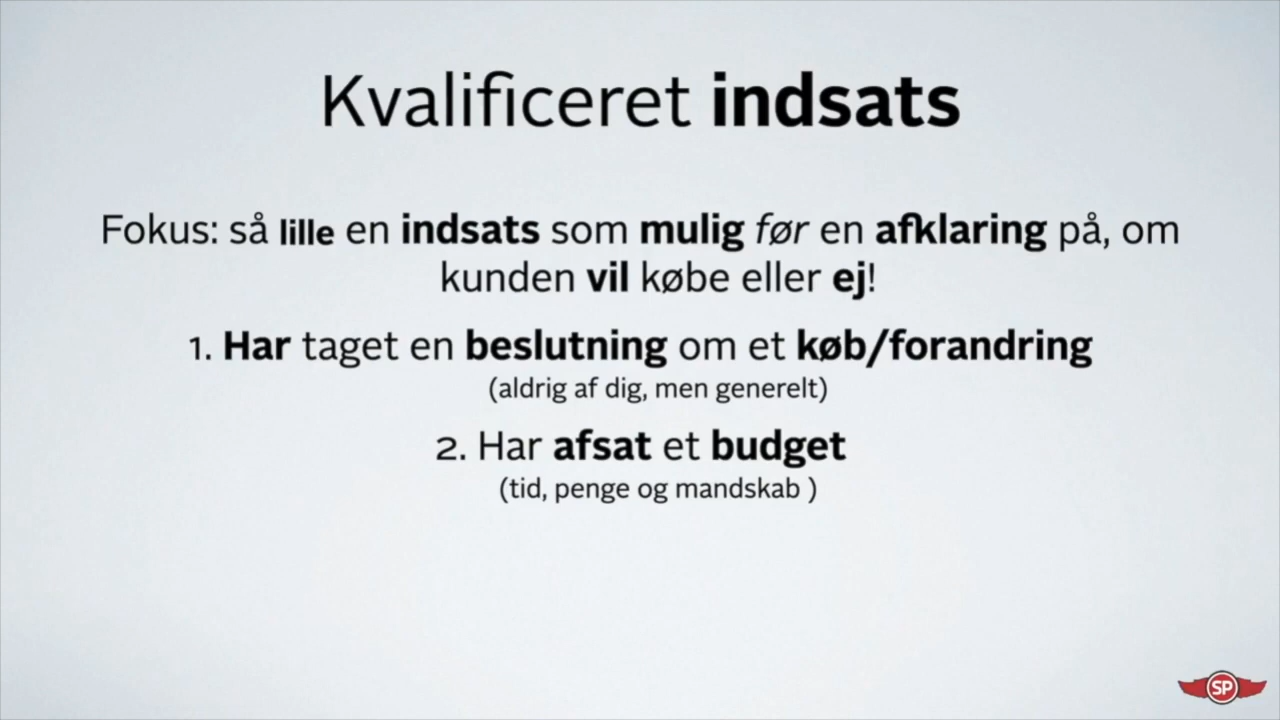 Kvalificeret indsats
Fokus: så lille en indsats som mulig før en afklaring på, om
kunden vil købe eller ej!
1. Har taget en beslutning om et køb/forandring
(aldrig af dig, men generelt)
2. Har afsat et budget
(tid, penge og mandskab )
SP